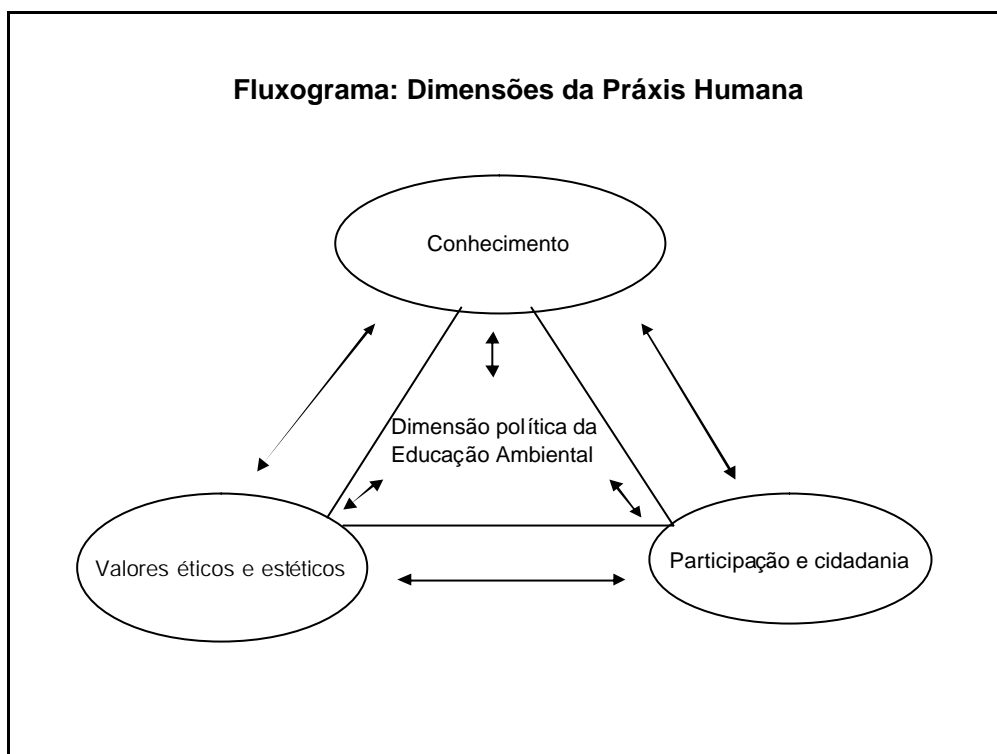 Fluxograma: Dimensões da Práxis Humana
Conhecimento
Dimensão política da
Educação Ambiental
Valores éticos e estéticos
Participação e cidadania